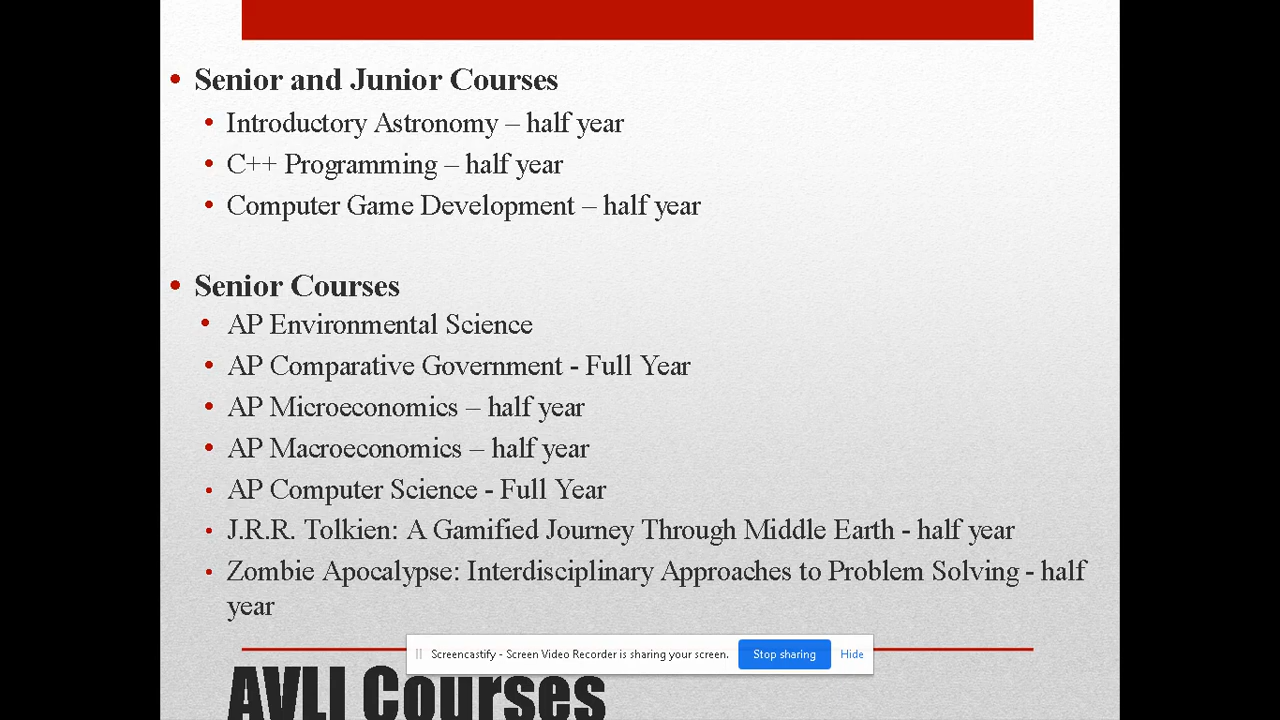 • Senior and Junior Courses
• Introductory Astronomy – half year
• C++ Programming – half year
• Computer Game Development – half year
• Senior Courses
• AP Environmental Science
• AP Comparative Government - Full Year
• AP Microeconomics – half year
• AP Macroeconomics – half year
• AP Computer Science - Full Year
• J.R.R. Tolkien: A Gamified Journey Through Middle Earth - half year
• Zombie Apocalypse: Interdisciplinary Approaches to Problem Solving - half
year
Screencastify - Screen Video Recorder is sharing your screen. Stop sharing Hide
AVLI Courses